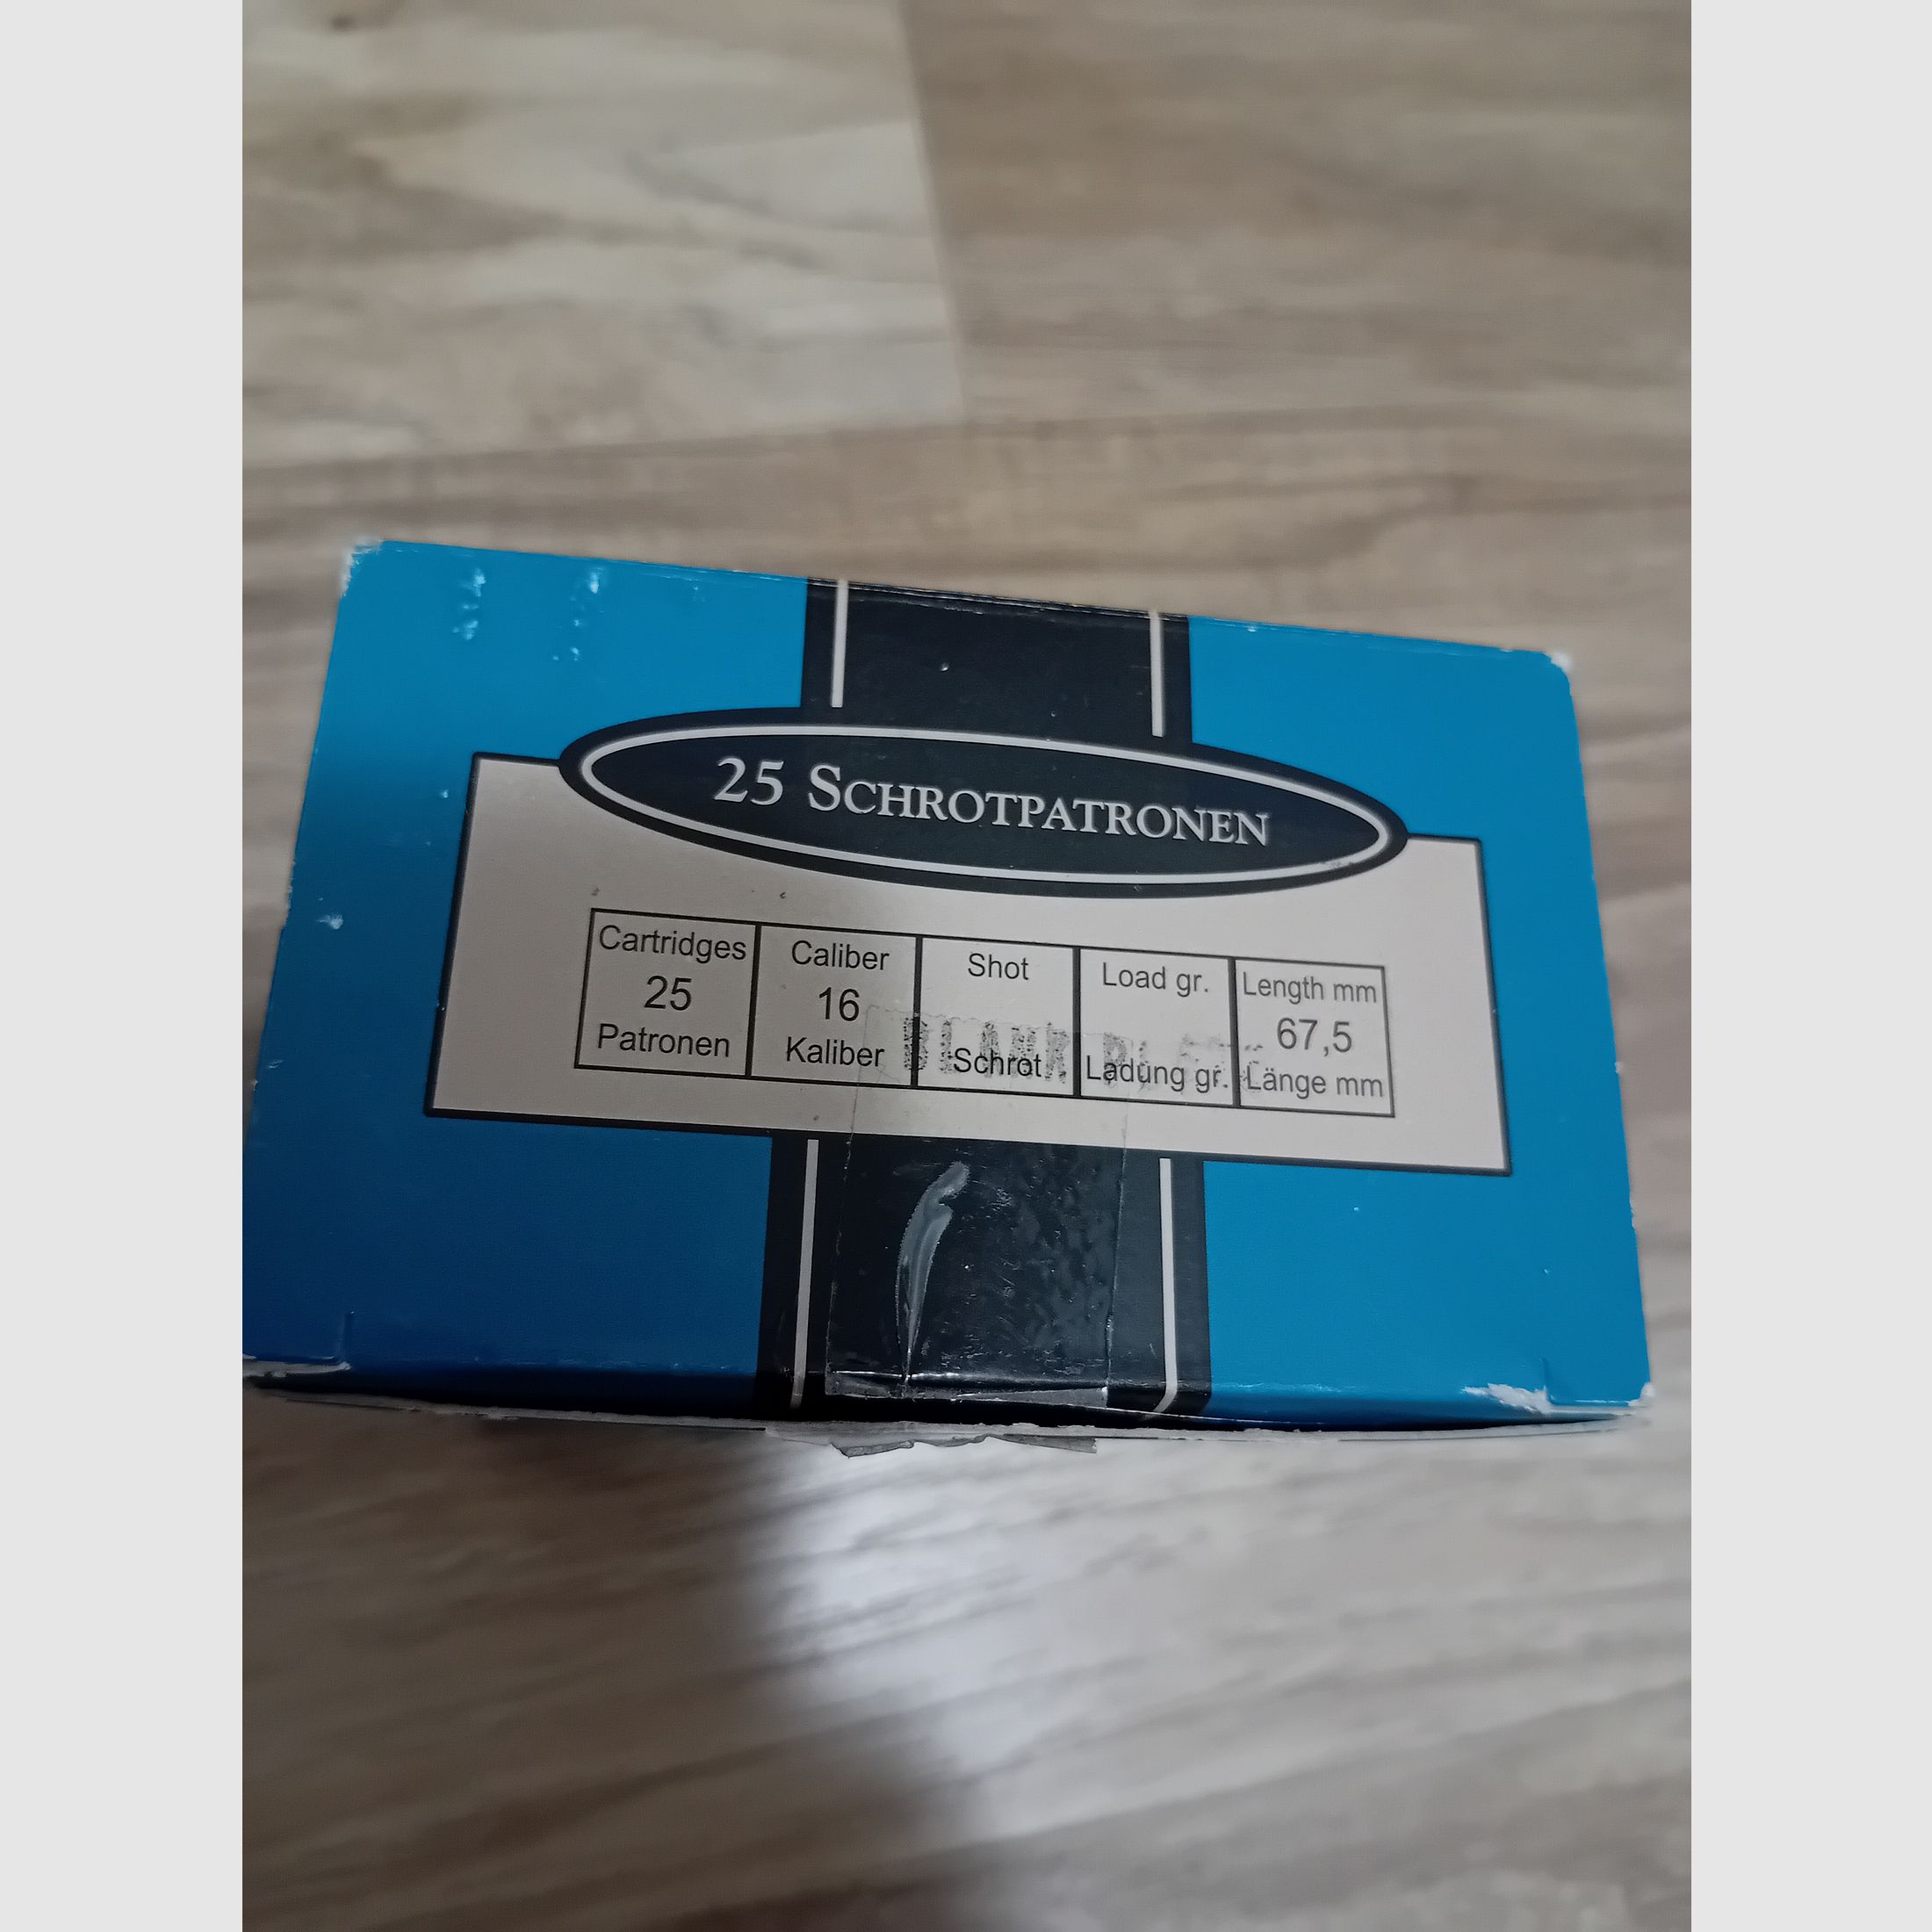 25 SCHROTPATRONEN
Cartridges Caliber Shot Load gr. Length mm
25 16 67,5
Patronen Kaliber Schrot Ladung gr. Länge mm
BLANK